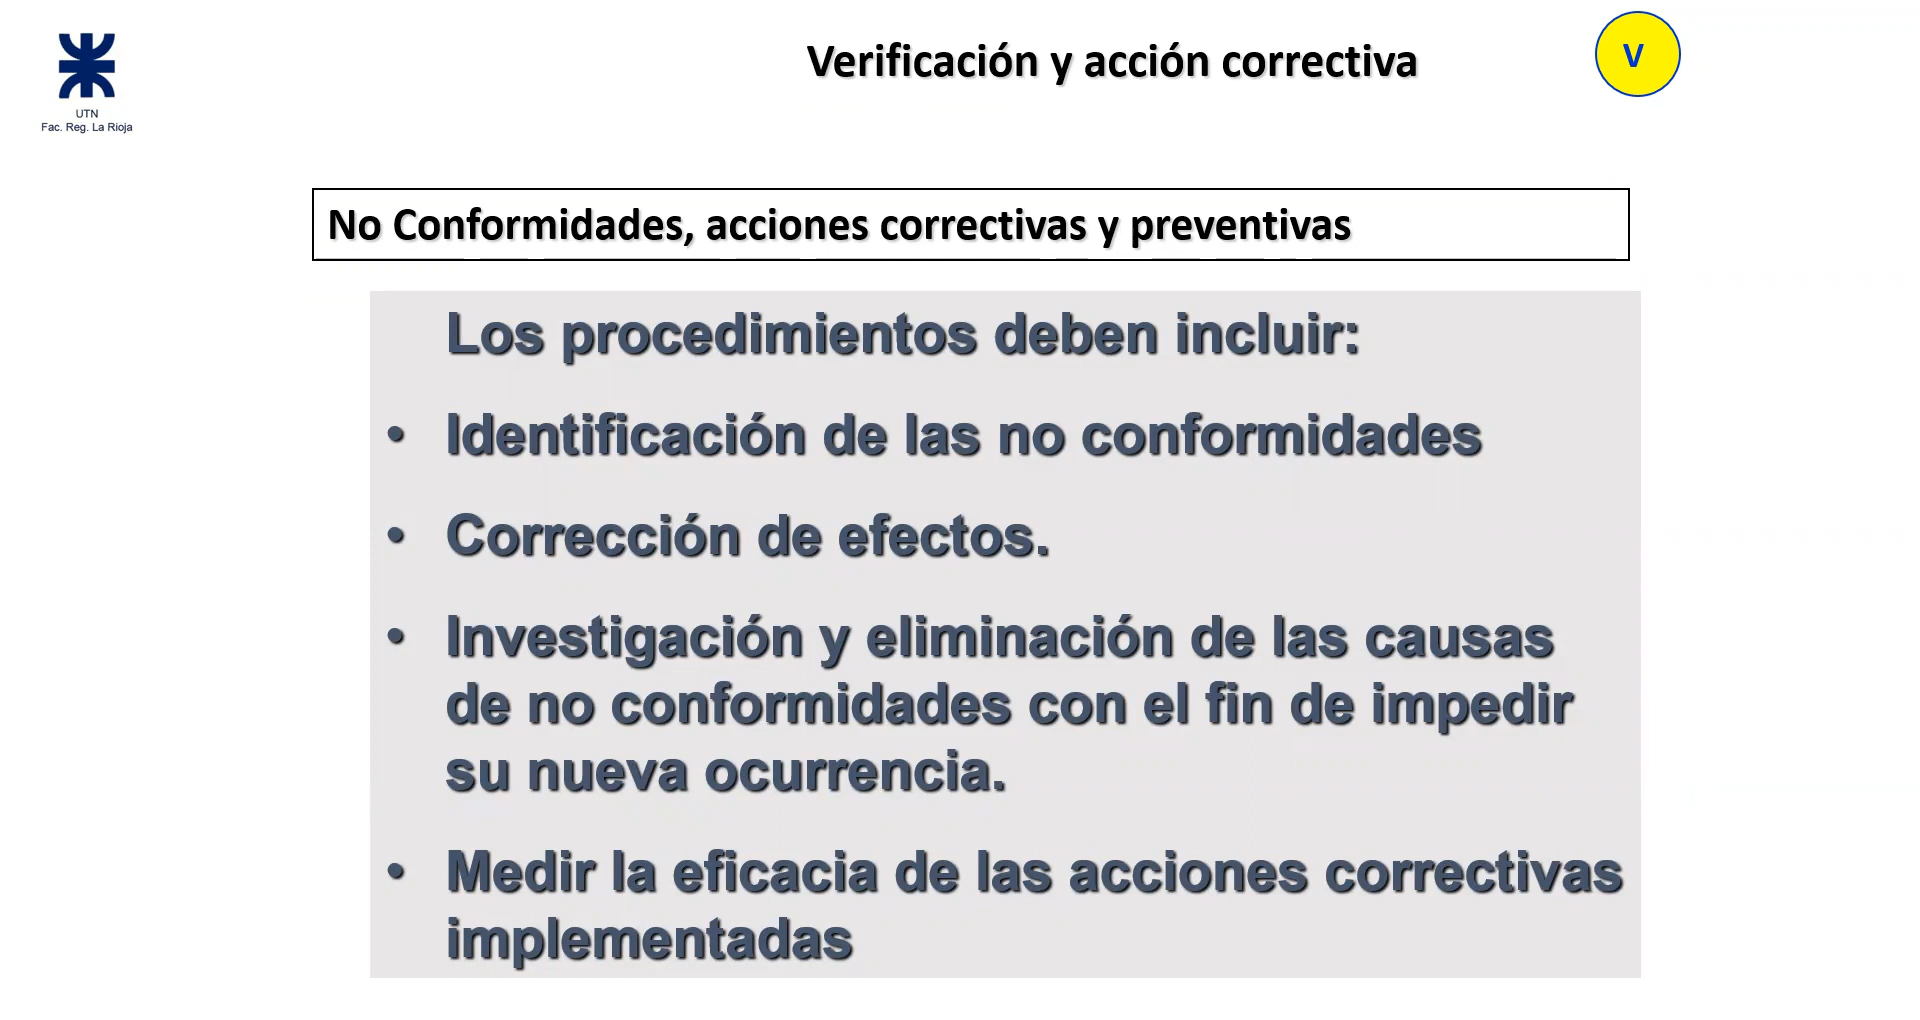 Verificación y acción correctiva
V
UTN
Fac. Reg. La Rioja
No Conformidades, acciones correctivas y preventivas
Los procedimientos deben incluir:
• Identificación de las no conformidades
• Corrección de efectos.
• Investigación y eliminación de las causas
de no conformidades con el fin de impedir
su nueva ocurrencia.
• Medir la eficacia de las acciones correctivas
implementadas